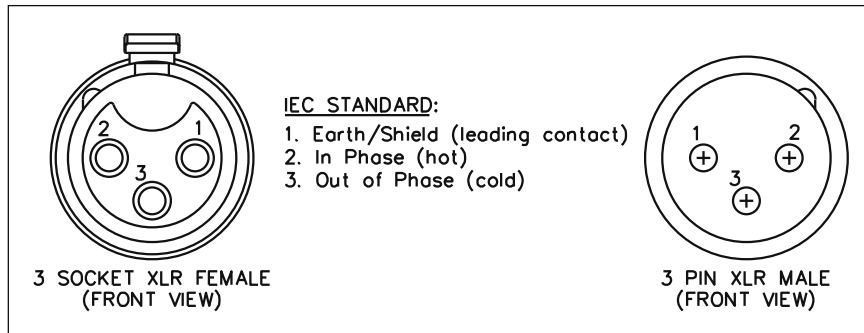 2
1
3
IEC STANDARD:
1. Earth/Shield (leading contact)
2. In Phase (hot)
3. Out of Phase (cold)
1
2
3
3 SOCKET XLR FEMALE
(FRONT VIEW)
3 PIN XLR MALE
(FRONT VIEW)